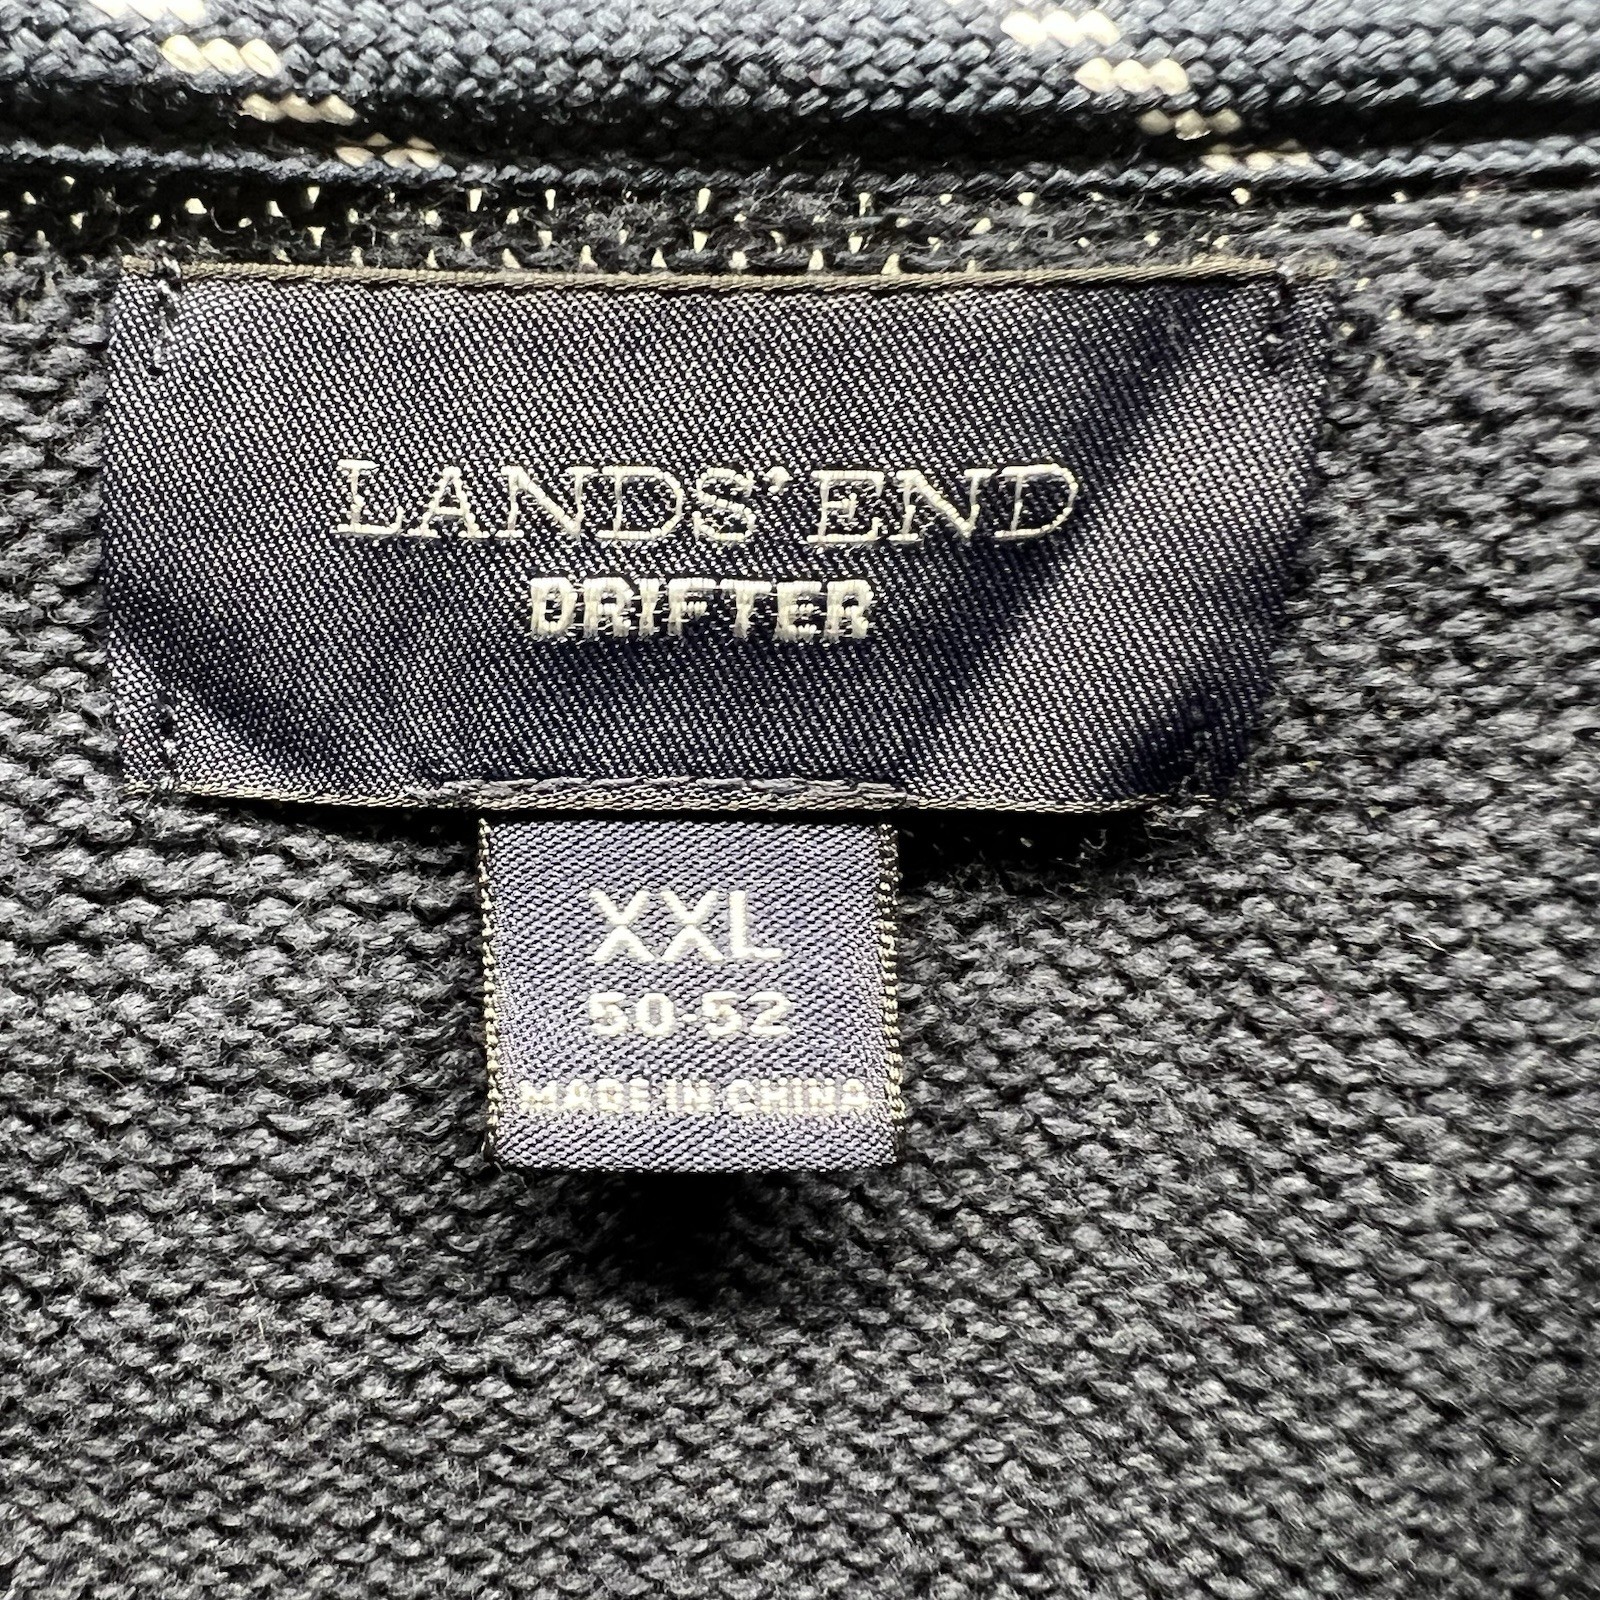 LANDS' END
DRIFTER
XXL
50-52
MADE IN CHINA